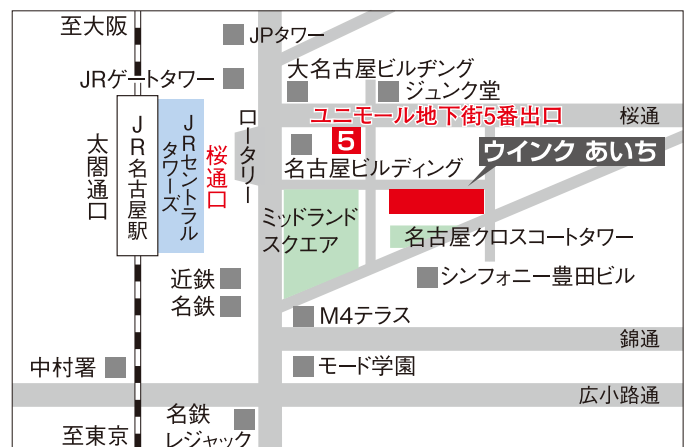 至大阪
JPタワー
JRゲートタワー
大名古屋ビルヂング
ジュンク堂
ユニモール地下街5番出口
桜通
5
名古屋ビルディング
ウインク あいち
太閤通口
JR名古屋駅
JRセントラル
タワーズ
桜通口
ロータリー
ミッドランド
スクエア
名古屋クロスコートタワー
近鉄
名鉄
シンフォニー豊田ビル
M4テラス
錦通
中村署
モード学園
広小路通
名鉄
レジャック
至東京